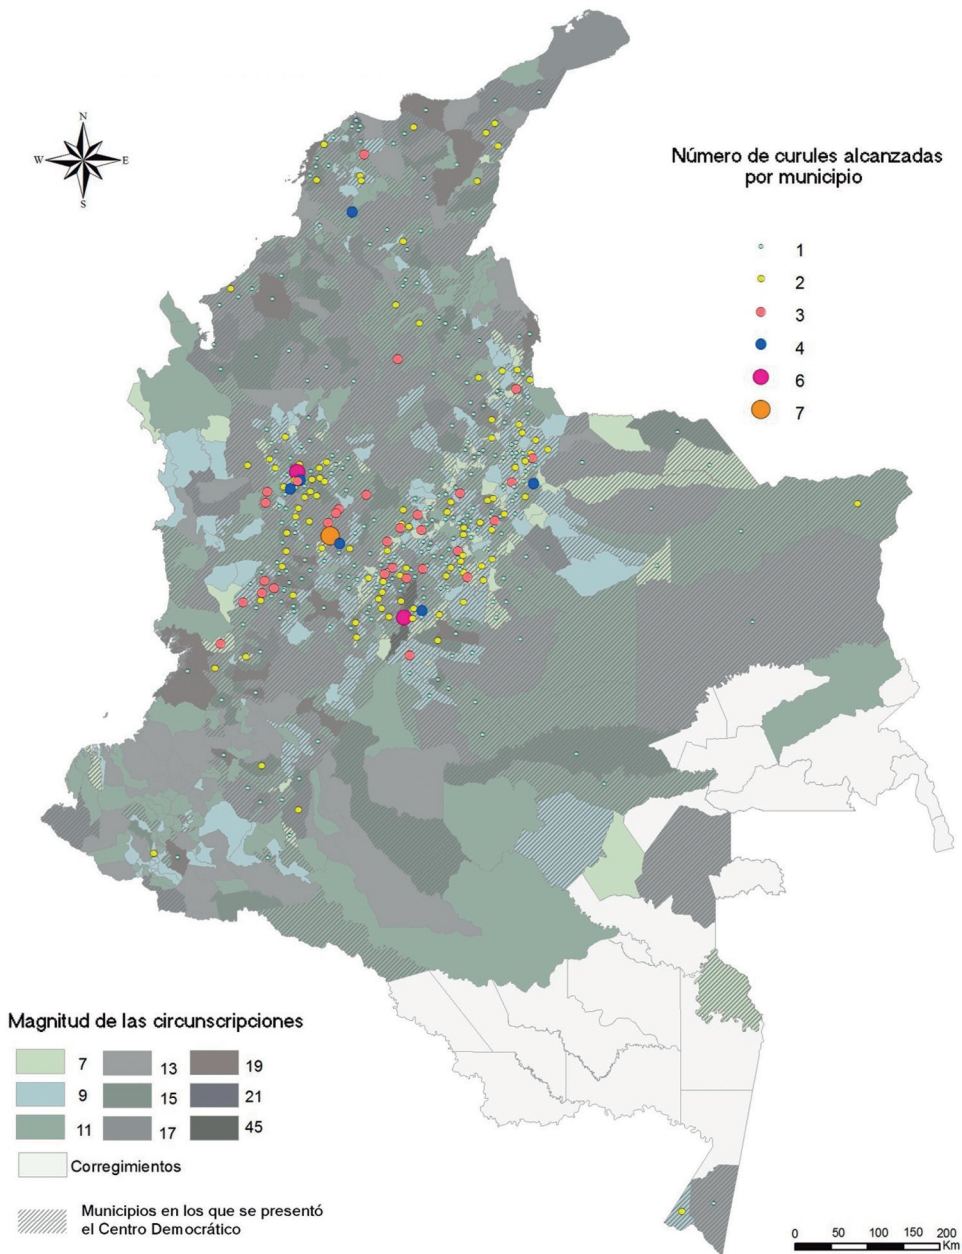 N
W
E
S
Número de curules alcanzadas
por municipio
1
2
3
4
6
7
Magnitud de las circunscripciones
7
13
19
9
15
21
11
17
45
Corregimientos
Municipios en los que se presentó
el Centro Democrático
0 50 100 150 200
Km